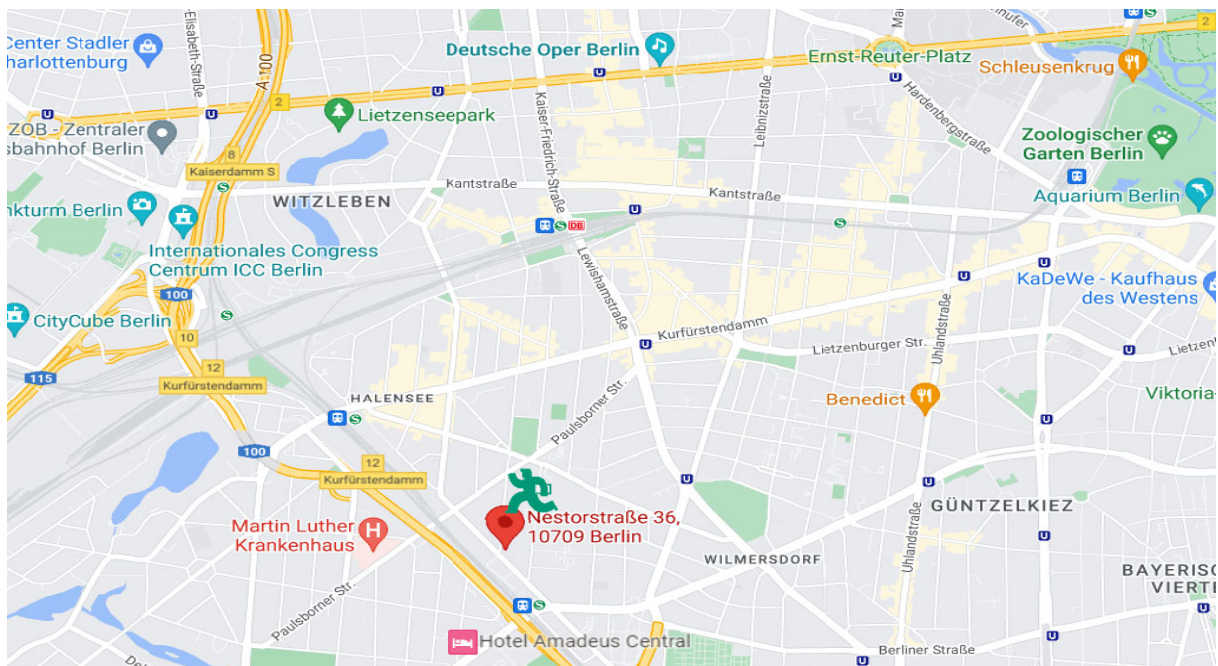 Center Stadler
harlottenburg
-Elisabeth-Straße
A 100
2
Deutsche Oper Berlin
Ernst-Reuter-Platz
2
Schleusenkrug
Kaiser-Friedrich-Straße
Leibnizstraße
Hardenbergstraße
Lietzenseepark
ZOB - Zentraler
sbahnhof Berlin
Zoologischer
Garten Berlin
8
Kaiserdamm S
Kantstraße
Kantstraße
WITZLEBEN
nkturm Berlin
Aquarium Berlin
Internationales Congress
Centrum ICC Berlin
DB
Lewishamstraße
KaDeWe - Kaufhaus
des Westens
100
CityCube Berlin
10
Kurfürstendamm
Uhlandstraße
Lietzenburger Str.
Lietzenb
12
Kurfürstendamm
115
HALENSEE
Paulsborner Str.
Benedict
Viktoria-
100
12
Kurfürstendamm
Nestorstraße 36,
10709 Berlin
Martin Luther
Krankenhaus
H
GÜNTZELKIEZ
WILMERSDORF
Uhlandstraße
BAYERISC
VIERTE
Paulsborner Str.
Hotel Amadeus Central
Berliner Straße